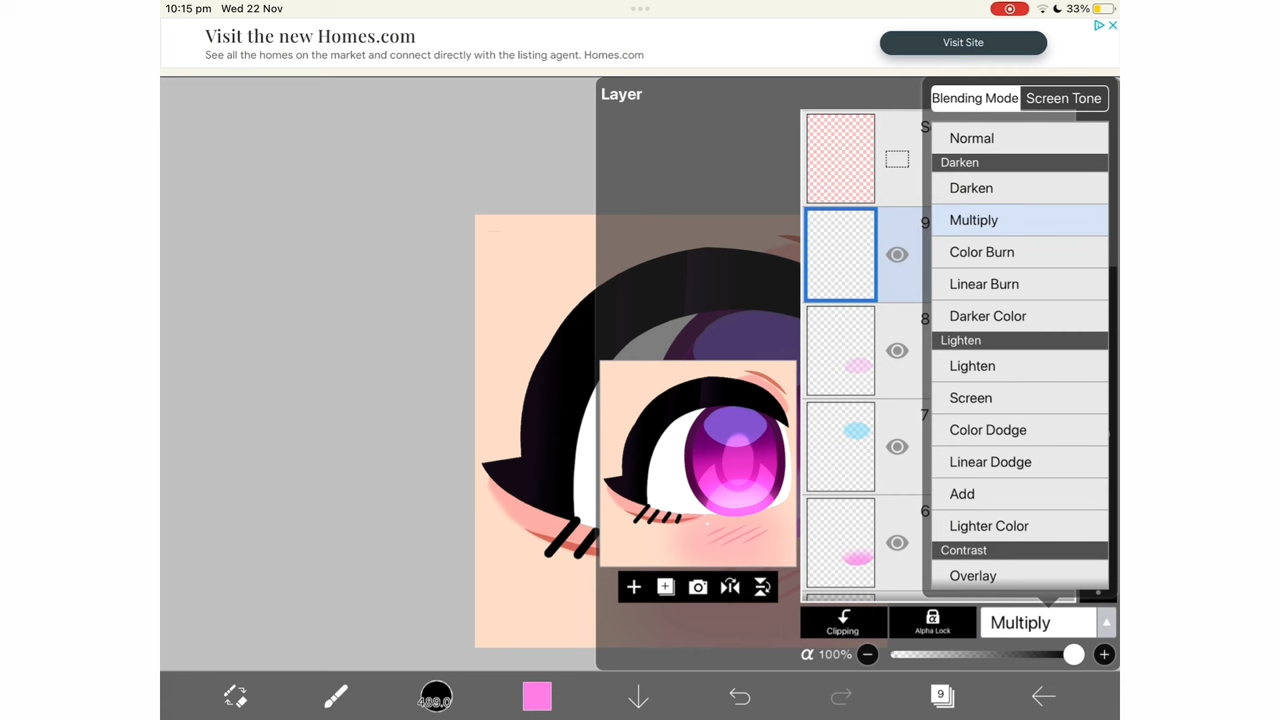 10:15 pm Wed 22 Nov
33%
Visit the new Homes.com
See all the homes on the market and connect directly with the listing agent. Homes.com
Visit Site
Layer
Blending Mode
Screen Tone
S
Normal
Darken
Darken
9
Multiply
Color Burn
Linear Burn
8
Darker Color
Lighten
Lighten
Screen
7
Color Dodge
Linear Dodge
Add
6
Lighter Color
Contrast
Overlay
Clipping
Alpha Lock
Multiply
α 100%
489.0
9